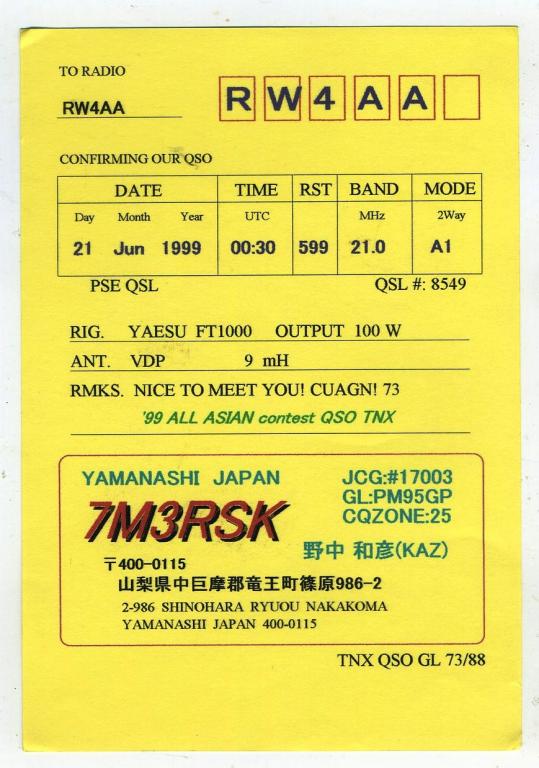 TO RADIO
RW4AA
RW4AA
CONFIRMING OUR QSO
DATE TIME RST BAND MODE
Day Month Year UTC MHz 2Way
21 Jun 1999 00:30 599 21.0 A1
PSE QSL QSL #: 8549
RIG. YAESU FT1000 OUTPUT 100 W
ANT. VDP 9 mH
RMKS. NICE TO MEET YOU! CUAGN! 73
'99 ALL ASIAN contest QSO TNX
YAMANASHI JAPAN JCG:#17003
7M3RSK GL:PM95GP
CQZONE:25
野中 和彦(KAZ)
〒400-0115
山梨県中巨摩郡竜王町篠原986-2
2-986 SHINOHARA RYUOU NAKAKOMA
YAMANASHI JAPAN 400-0115
TNX QSO GL 73/88